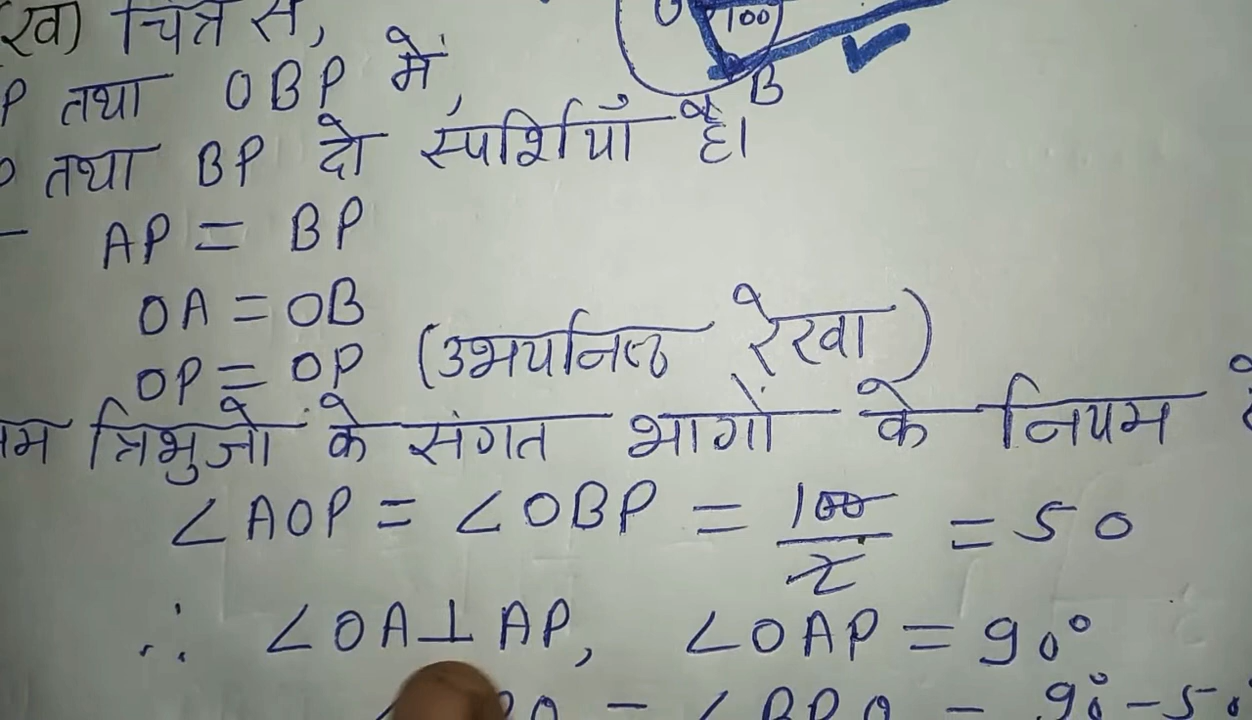 चित्र से,
100
B
P तथा OBP में,
तथा BP दो स्पर्शियाँ है।
AP = BP
OA = OB
OP = OP (उभयनिष्ठ रेखा)
त्रिभुजों के संगत भागों के नियम
∠AOP = ∠OBP = 100/2 = 50
∴ ∠OA⊥AP, ∠OAP = 90°